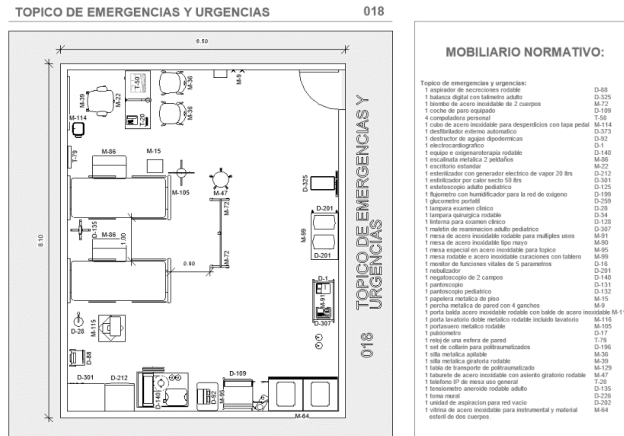 TOPICO DE EMERGENCIAS Y URGENCIAS
018
6.50
8.10
M-39
M-22
T-50
T-20
M-36
M-36
M-9
M-114
T-79
M-86
M-15
M-105
M-47
M-72
M-72
D-325
D-201
M-99
D-201
D-135
1.80
M-86
0.90
D-1
M-91
D-307
D-28
M-115
D-88
D-301
D-212
D-140
D-92
M-95
D-109
M-64
018 TOPICO DE EMERGENCIAS Y URGENCIAS
MOBILIARIO NORMATIVO:
Topico de emergencias y urgencias:
1 aspirador de secreciones rodable D-88
1 balanza digital con tallimetro adulto D-325
1 biombo de acero inoxidable de 2 cuerpos M-72
1 coche de paro equipado D-109
4 computadora personal T-50
1 cubo de acero inoxidable para desperdicios con tapa pedal M-114
1 desfibrilador externo automatico D-373
1 destructor de agujas dipodermicas D-92
1 electrocardiografico D-1
1 equipo e oxigenoterapia rodable D-140
1 escalinata metalica 2 peldaños M-86
1 escritorio estandar M-22
1 esterilizador con generador electrico de vapor 20 ltrs D-212
1 esterilizador por calor secto 50 ltrs D-301
1 estetoscopio adulto pediatrico D-125
1 flujometro con humidificador para la red de oxigeno D-199
1 glucometro portatil D-259
1 lampara examen clinico D-28
1 lampara quirurgica rodante D-34
1 linterna para examen clinico D-128
1 maletin de reanimacion adulto pediatrico D-307
1 mesa de acero inoxidable rodable para multiples usos M-91
1 mesa de acero inoxidable tipo mayo M-90
1 mesa especial en acero inoxidable para topico M-95
1 mesa rodable e acero inoxidable curaciones con tablero M-99
1 monitor de funciones vitales de 5 parametros D-16
1 nebulizador D-291
1 negatoscopio de 2 campos D-140
1 pantoscopio D-131
1 pantoscopio pediatrico D-132
1 papelera metalica de piso M-15
1 percha metalica de pared con 4 ganchos M-9
1 porta balda acero inoxidable rodable con balde de acero inoxidable M-11
1 porta lavatorio doble metalico rodable incluido lavatorio M-116
1 portasuero metalico rodable M-105
1 pulsiometro D-17
1 reloj de una esfera de pared T-79
1 set de collarin para politraumatizados D-196
1 silla metalica apilable M-36
1 silla metalica giratoria rodable M-39
1 tabla de transporte de politraumatizado M-129
1 taburete de acero inoxidable con asiento giratorio rodable M-47
1 telefono IP de mesa uso general T-20
1 tensiometro aneroide rodable adulto D-135
1 toma mural D-226
1 unidad de aspiracion para red vacio D-202
1 vitrina de acero inoxidable para instrumental y material M-64
esteril de dos cuerpos